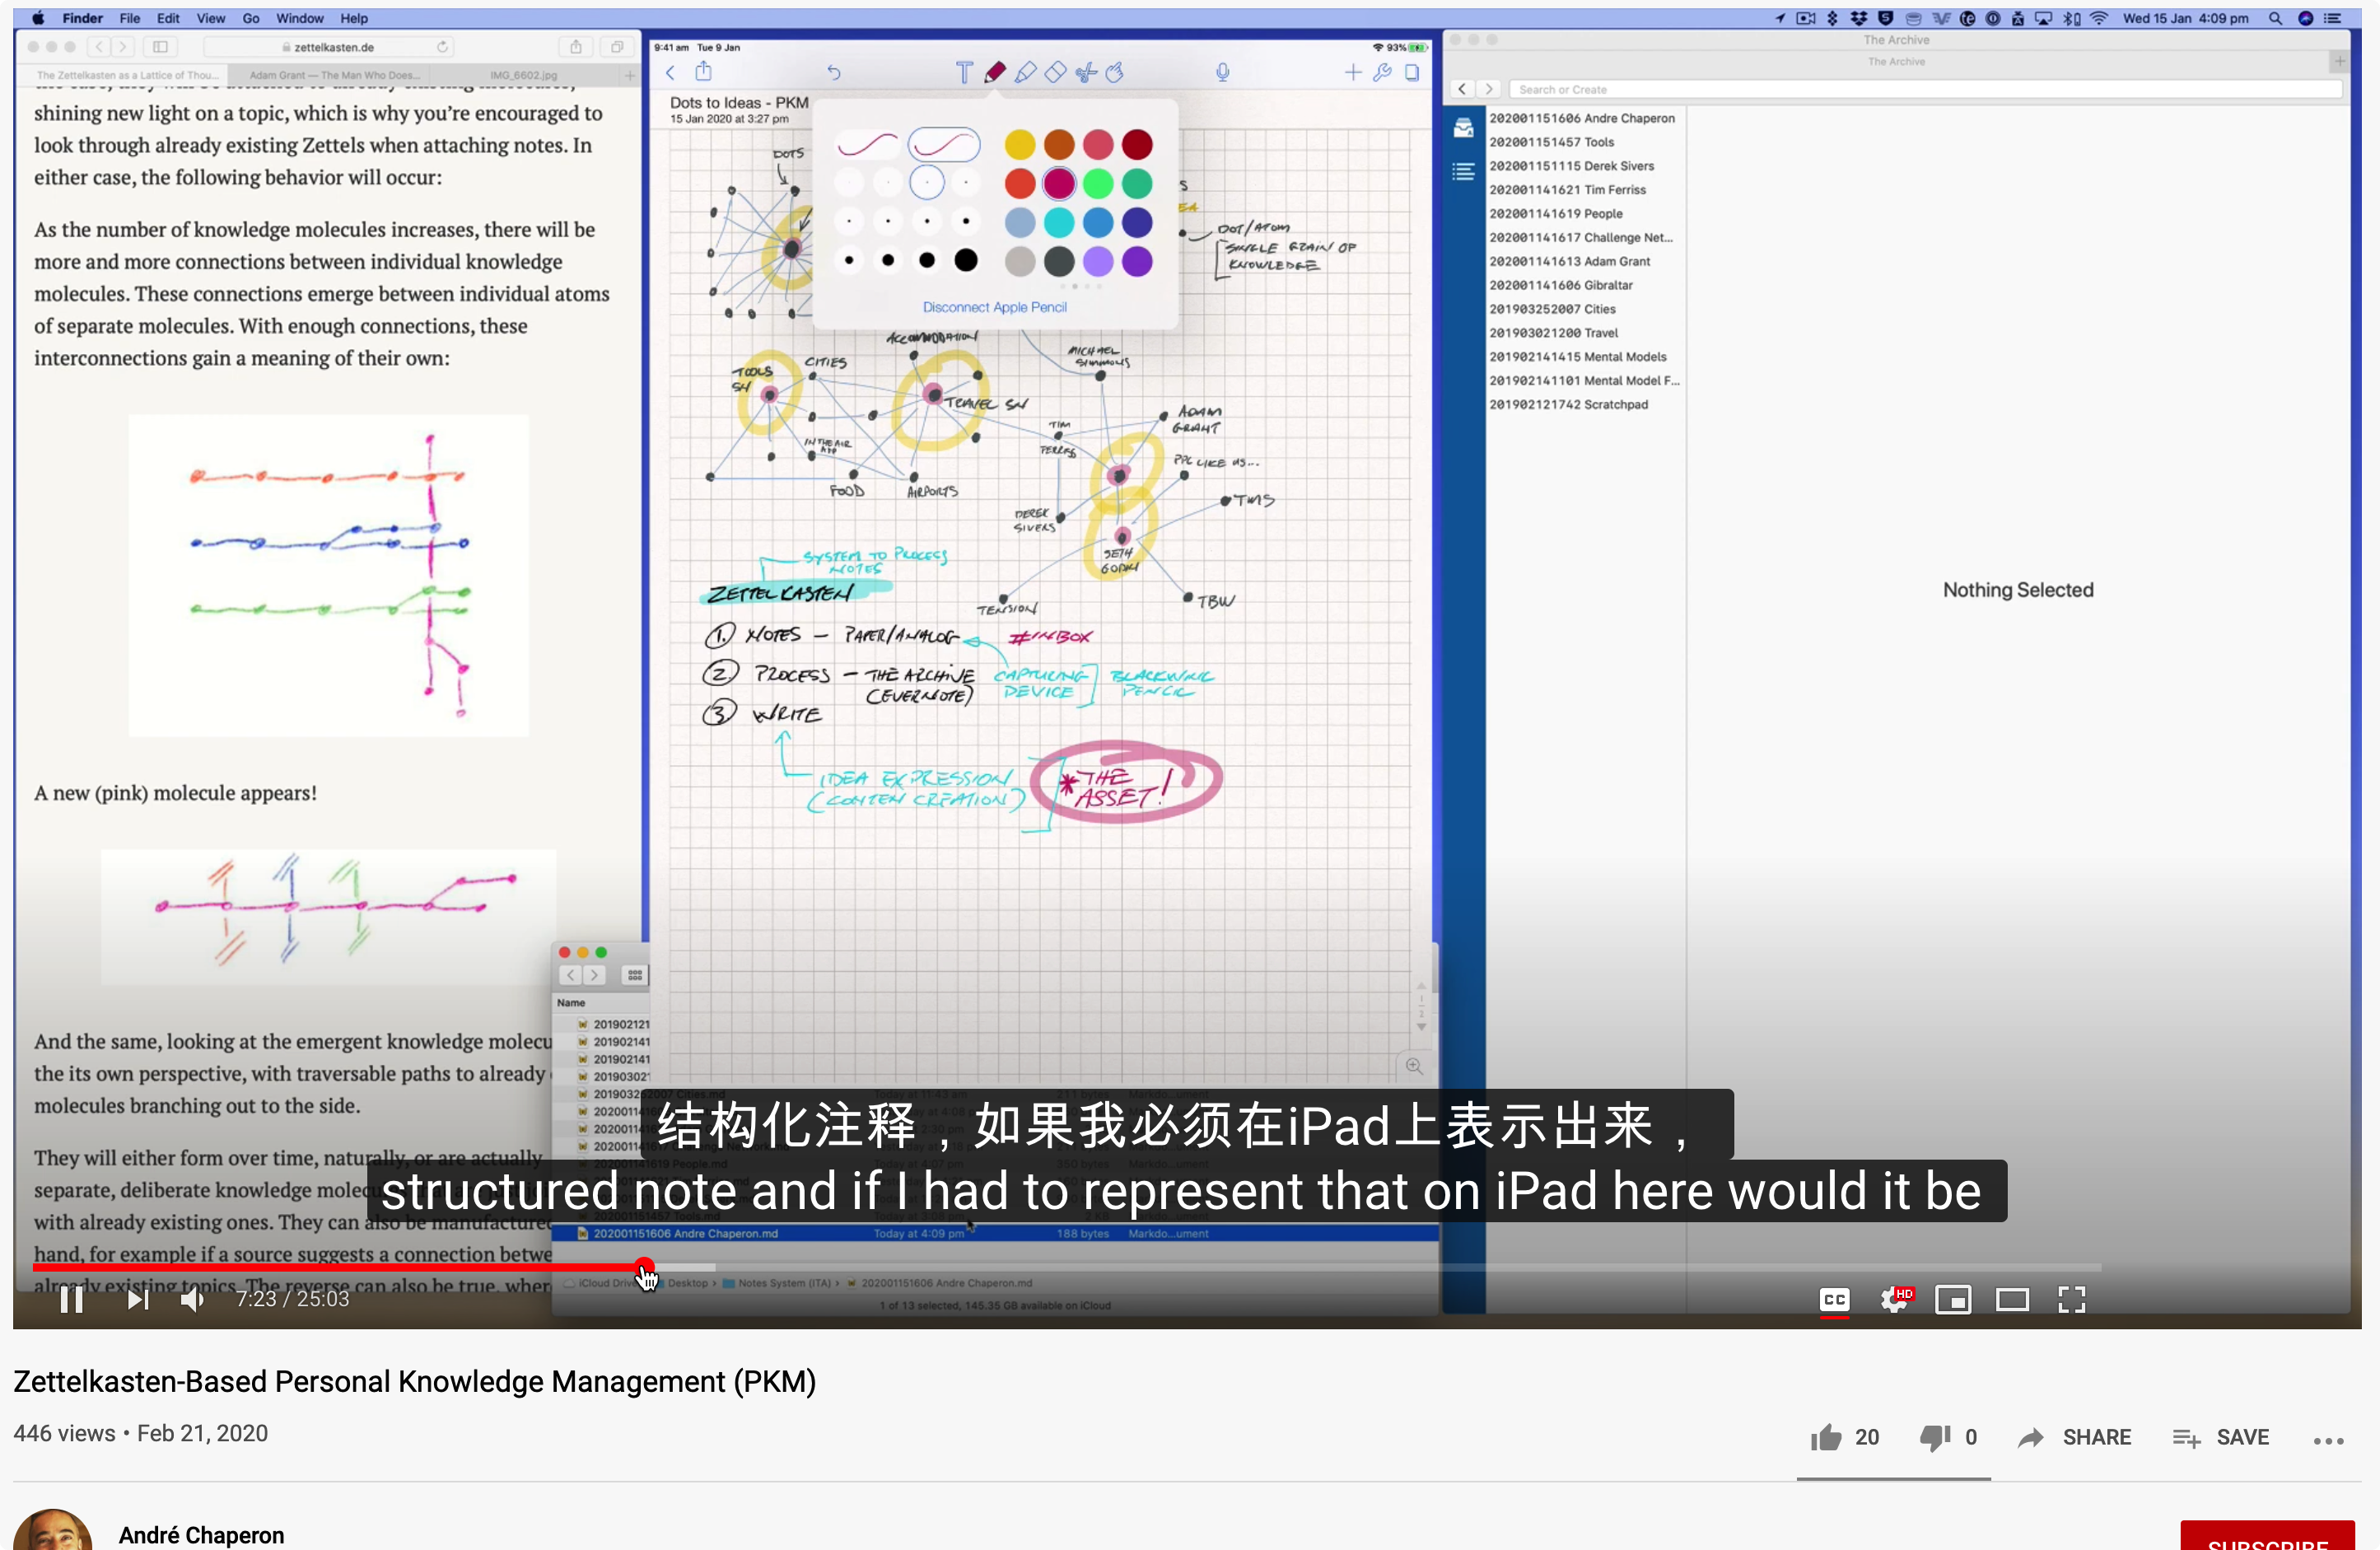 Finder File Edit View Go Window Help
Wed 15 Jan 4:09 pm
zettelkasten.de
The Zettelkasten as a Lattice of Thou...
Adam Grant — The Man Who Does...
IMG_6602.jpg
shining new light on a topic, which is why you're encouraged to
look through already existing Zettels when attaching notes. In
either case, the following behavior will occur:
As the number of knowledge molecules increases, there will be
more and more connections between individual knowledge
molecules. These connections emerge between individual atoms
of separate molecules. With enough connections, these
interconnections gain a meaning of their own:
A new (pink) molecule appears!
And the same, looking at the emergent knowledge molecu
the its own perspective, with traversable paths to already
molecules branching out to the side.
They will either form over time, naturally, or are actually
separate, deliberate knowledge molecu
with already existing ones. They can also be manufacture
hand, for example if a source suggests a connection betwe
already existing topics. The reverse can also be true, wher
9:41 am Tue 9 Jan
93%
Dots to Ideas - PKM
15 Jan 2020 at 3:27 pm
Disconnect Apple Pencil
DOTS
DOT/ATOM
SINGLE GRAIN OF
KNOWLEDGE
ACCOMMODATION
CITIES
TOOLS
SN
TRAVEL SN
IN THE AIR
APP
FOOD
AIRPORTS
MICHAEL
SIMMONS
ADAM
GRANT
TIM
FERRISS
PPL LIKE US...
TMS
DEREK
SIVERS
SETH
GODIN
TENSION
TBW
SYSTEM TO PROCESS
NOTES
ZETTELKASTEN
1. NOTES – PAPER/ANALOG
#INBOX
2 PROCESS – THE ARCHIVE
(EVERNOTE)
CAPTURING
DEVICE
BLACKWING
PENCIL
3 WRITE
IDEA EXPRESSION
(CONTEN CREATION)
*THE
ASSET!
The Archive
The Archive
Search or Create
202001151606 Andre Chaperon
202001151457 Tools
202001151115 Derek Sivers
202001141621 Tim Ferriss
202001141619 People
202001141617 Challenge Net...
202001141613 Adam Grant
202001141606 Gibraltar
201903252007 Cities
201903021200 Travel
201902141415 Mental Models
201902141101 Mental Model F...
201902121742 Scratchpad
Nothing Selected
Name
201902121
201902141
201902141
201903021
结构化注释，如果我必须在iPad上表示出来，
structured note and if I had to represent that on iPad here would it be
202001151606 Andre Chaperon.md Today at 4:09 pm 188 bytes Markdo...ument
Desktop › Notes System (ITA) › 202001151606 Andre Chaperon.md
1 of 13 selected, 145.35 GB available on iCloud
7:23 / 25:03
CC
HD
Zettelkasten-Based Personal Knowledge Management (PKM)
446 views • Feb 21, 2020
20 0 SHARE SAVE
André Chaperon
SUBSCRIBE